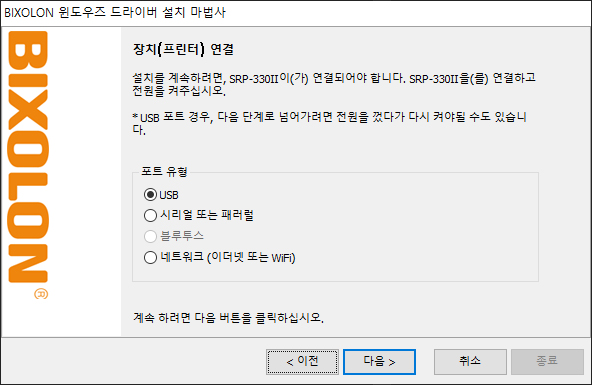 BIXOLON 윈도우즈 드라이버 설치 마법사
BIXOLON®
장치(프린터) 연결
설치를 계속하려면, SRP-330II이(가) 연결되어야 합니다. SRP-330II을(를) 연결하고
전원을 켜주십시오.
*USB 포트 경우, 다음 단계로 넘어가려면 전원을 껐다가 다시 켜야될 수도 있습니
다.
포트 유형
USB
시리얼 또는 패러럴
블루투스
네트워크 (이더넷 또는 WiFi)
계속 하려면 다음 버튼을 클릭하십시오.
< 이전
다음 >
취소
종료